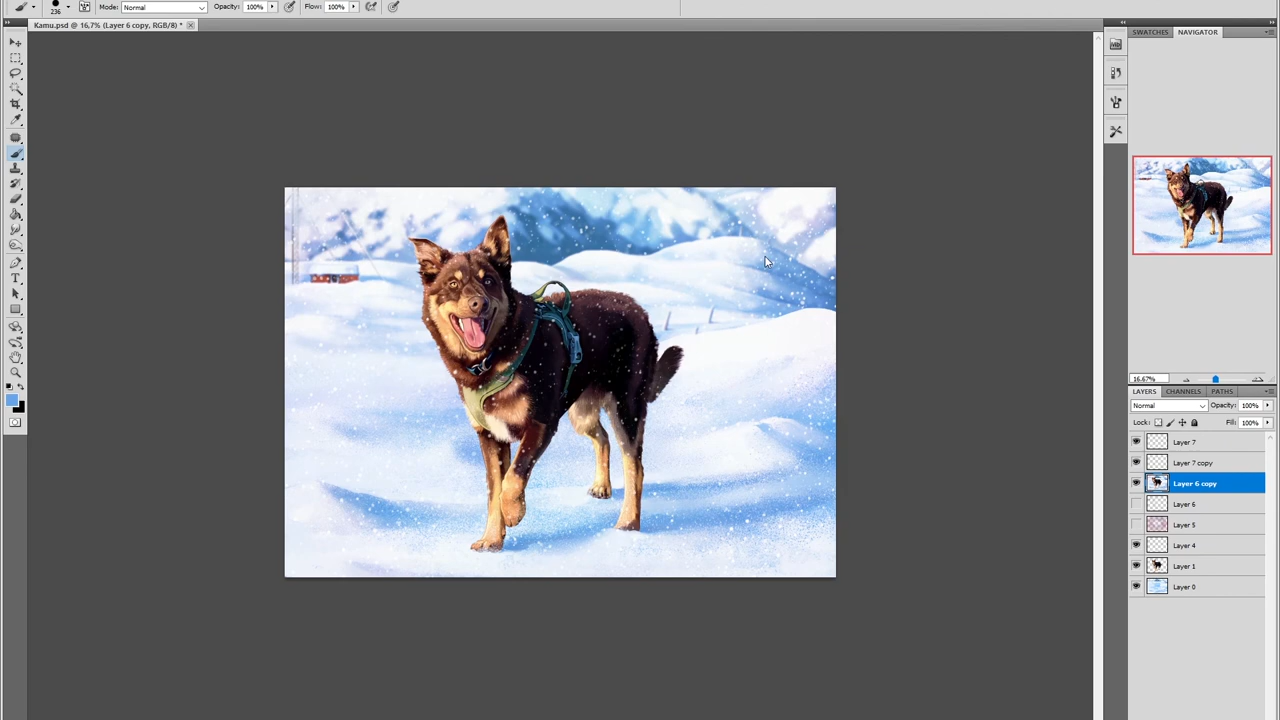 236 Mode: Normal Opacity: 100% Flow: 100%
Kamu.psd @ 16,7% (Layer 6 copy, RGB/8) *
SWATCHES NAVIGATOR
16.67%
LAYERS CHANNELS PATHS
Normal Opacity: 100%
Lock: Fill: 100%
Layer 7
Layer 7 copy
Layer 6 copy
Layer 6
Layer 5
Layer 4
Layer 1
Layer 0